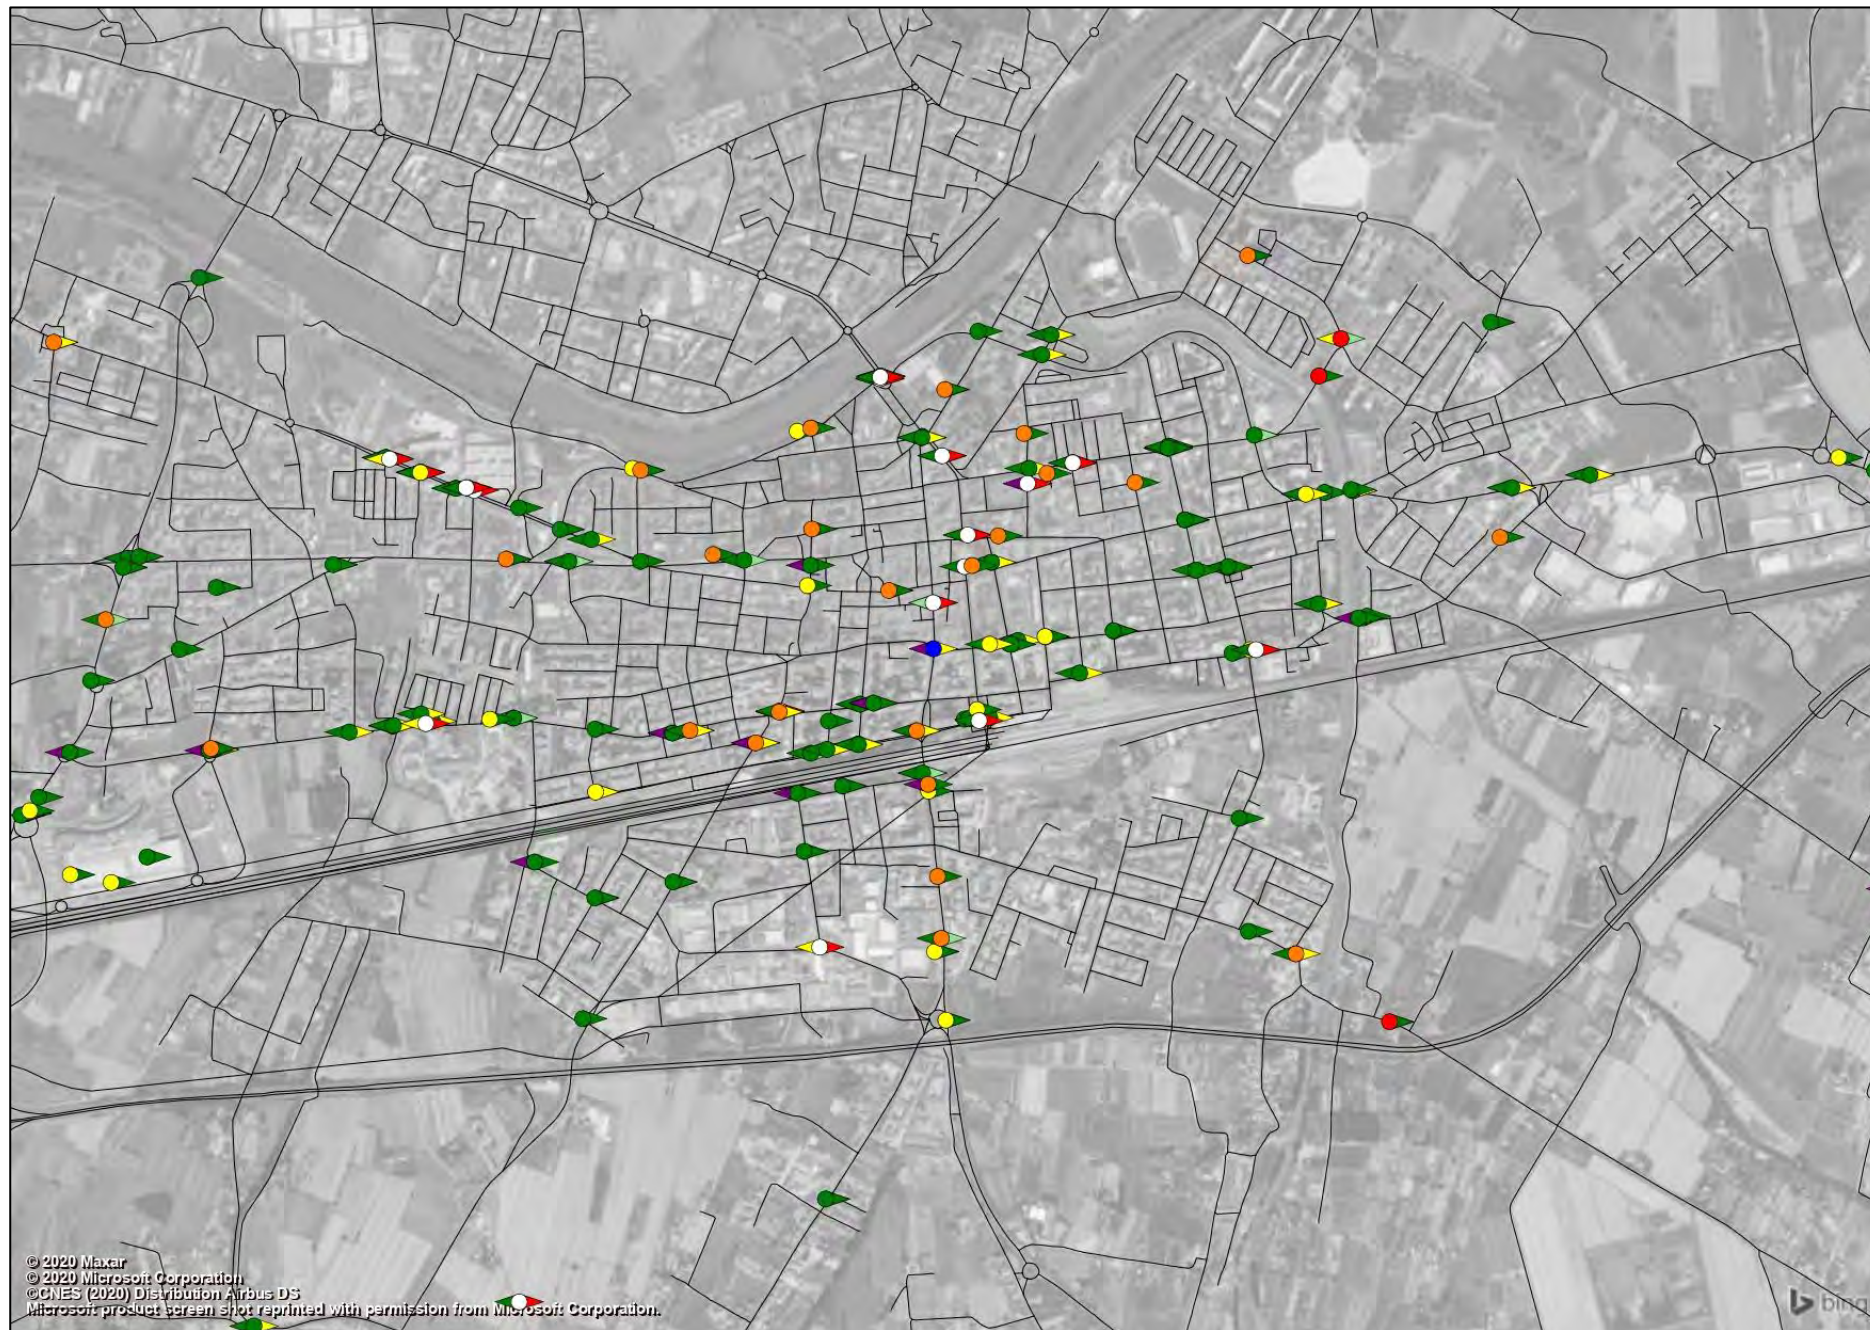 © 2020 Maxar
© 2020 Microsoft Corporation
©CNES (2020) Distribution Airbus DS
Microsoft product screen shot reprinted with permission from Microsoft Corporation.
bing